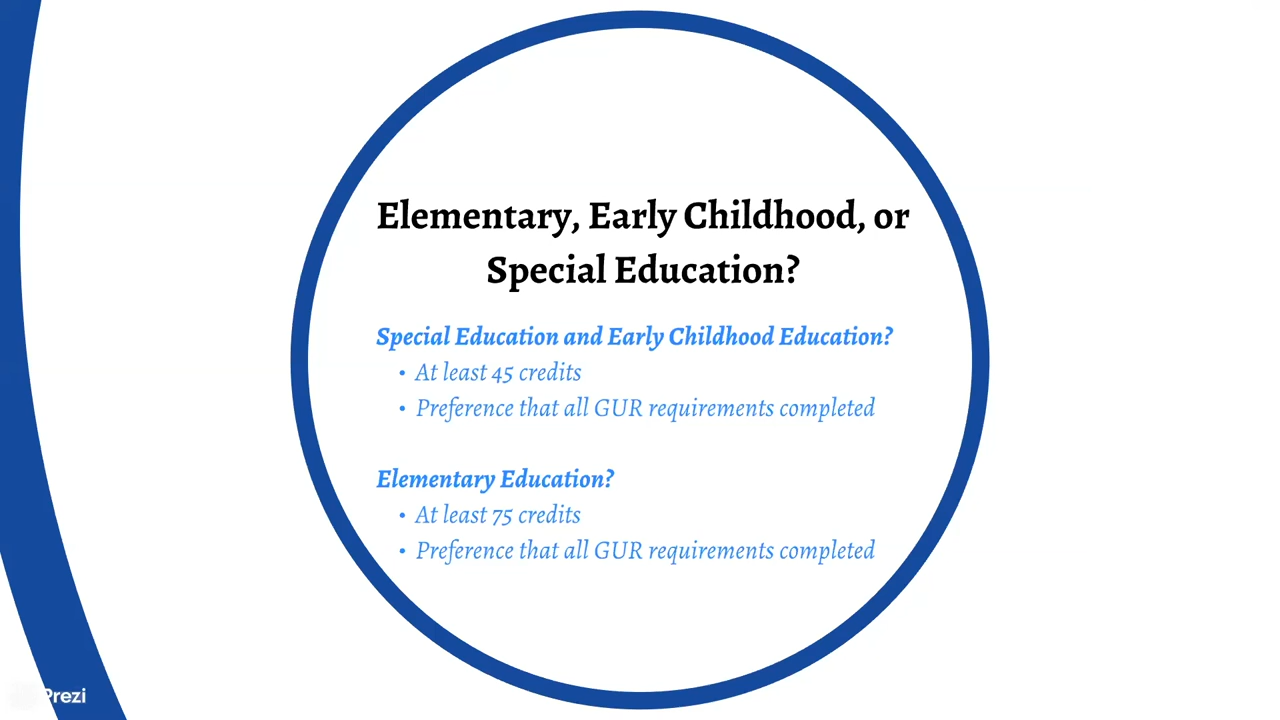 Elementary, Early Childhood, or
Special Education?
Special Education and Early Childhood Education?
• At least 45 credits
• Preference that all GUR requirements completed
Elementary Education?
• At least 75 credits
• Preference that all GUR requirements completed
Prezi